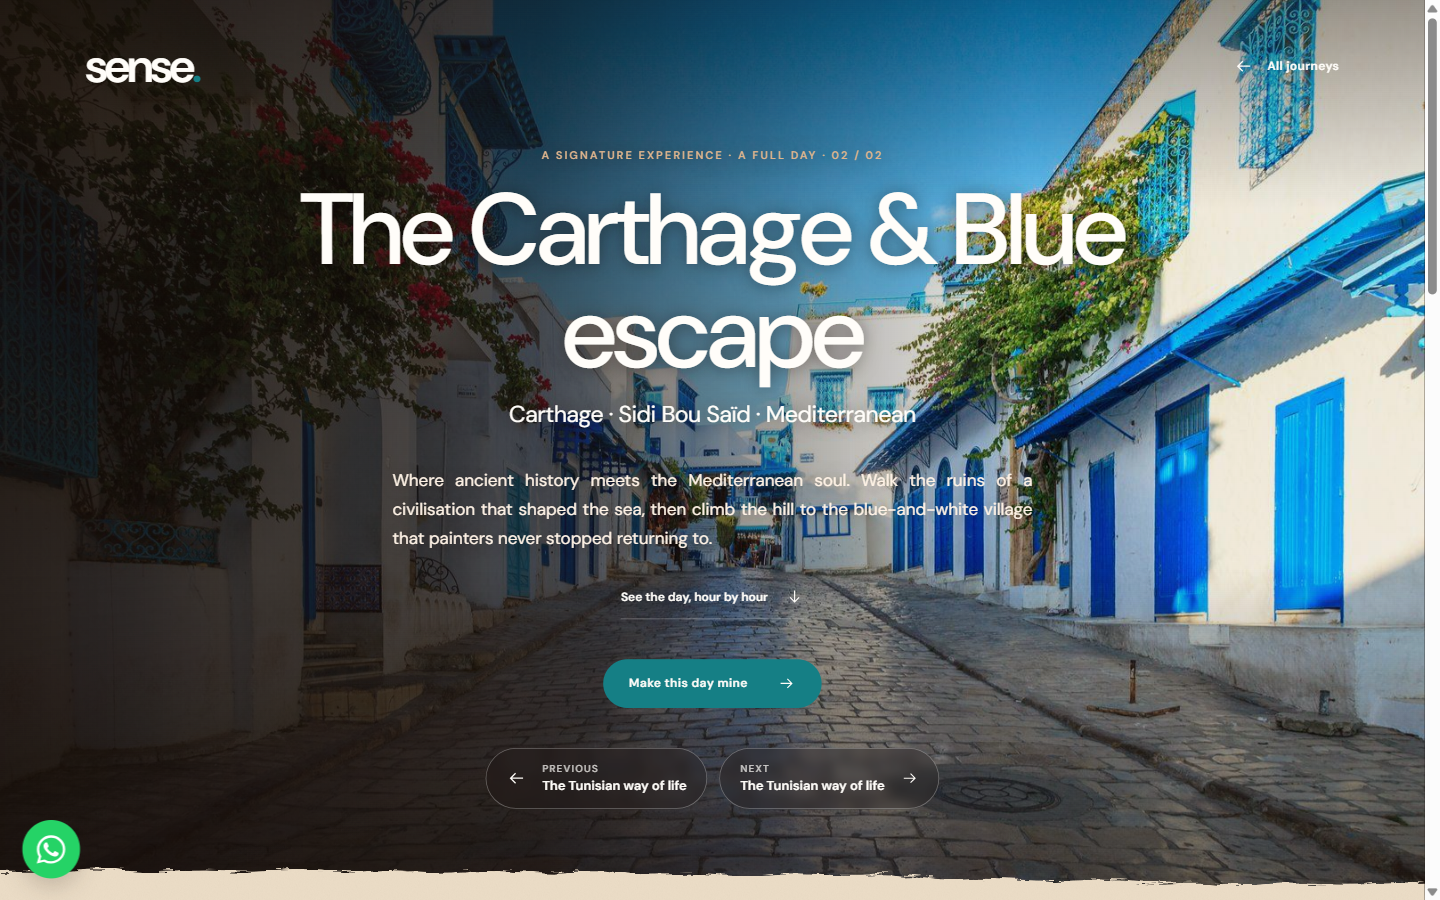 sense.
← All journeys
A SIGNATURE EXPERIENCE · A FULL DAY · 02 / 02
The Carthage & Blue
escape
Carthage · Sidi Bou Saïd · Mediterranean
Where ancient history meets the Mediterranean soul. Walk the ruins of a
civilisation that shaped the sea, then climb the hill to the blue-and-white village
that painters never stopped returning to.
See the day, hour by hour ↓
Make this day mine →
← PREVIOUS
The Tunisian way of life
NEXT
The Tunisian way of life →